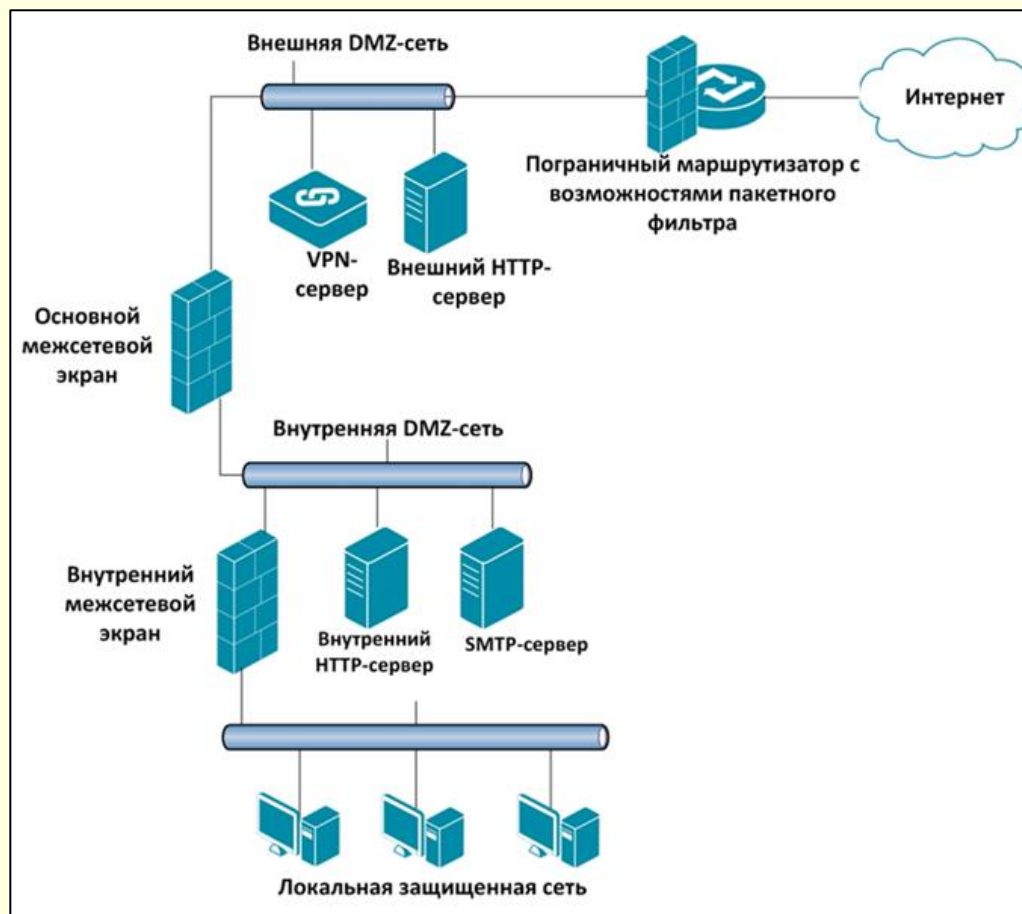 Внешняя DMZ-сеть
Интернет
Пограничный маршрутизатор с
возможностями пакетного
фильтра
VPN-
сервер
Внешний HTTP-
сервер
Основной
межсетевой
экран
Внутренняя DMZ-сеть
Внутренний
межсетевой
экран
Внутренний
HTTP-сервер
SMTP-сервер
Локальная защищенная сеть